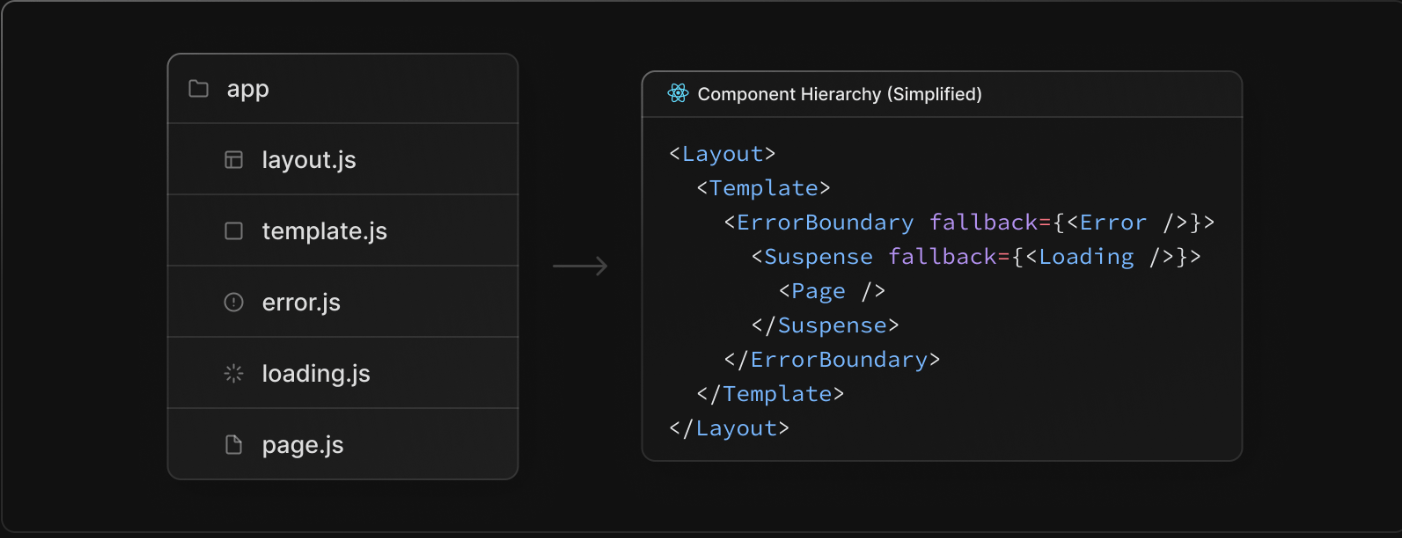 app
layout.js
template.js
error.js
loading.js
page.js
Component Hierarchy (Simplified)
<Layout>
<Template>
<ErrorBoundary fallback={<Error />}>
<Suspense fallback={<Loading />}>
<Page />
</Suspense>
</ErrorBoundary>
</Template>
</Layout>